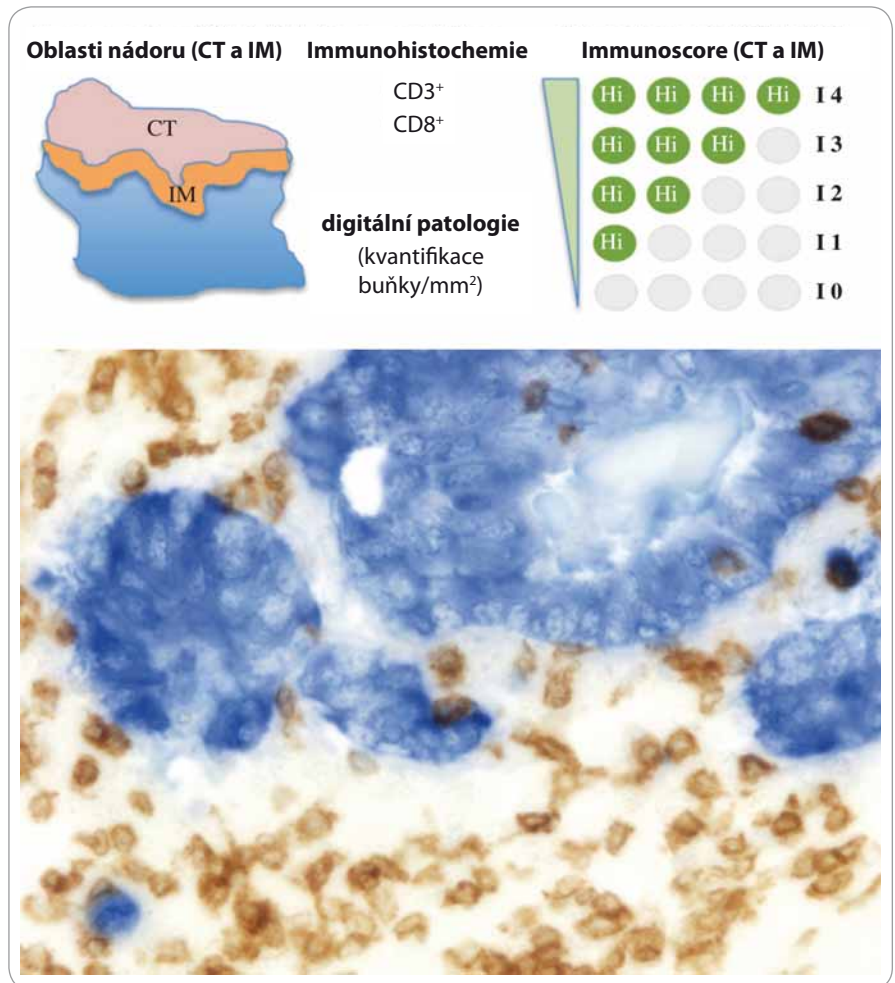 Oblasti nádoru (CT a IM)
CT
IM
Immunohistochemie
CD3⁺
CD8⁺
digitální patologie
(kvantifikace
buňky/mm²)
Immunoscore (CT a IM)
Hi Hi Hi Hi I 4
Hi Hi Hi I 3
Hi Hi I 2
Hi I 1
I 0